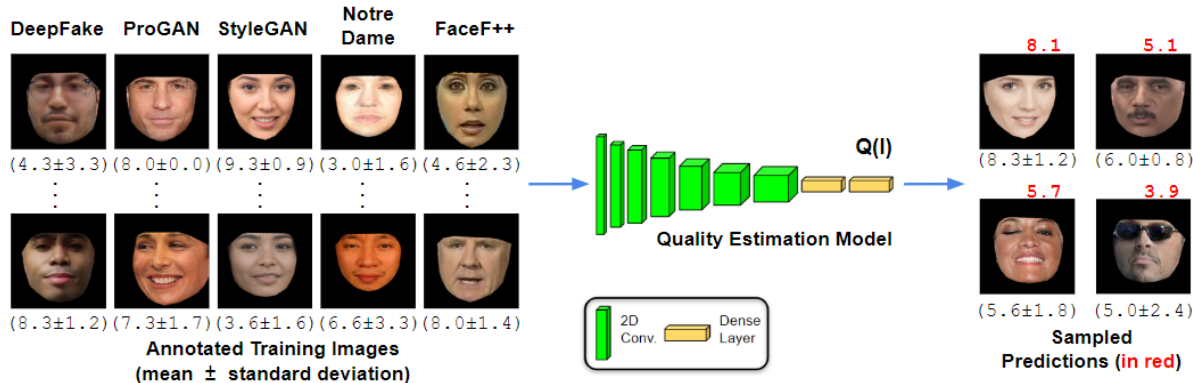 DeepFake ProGAN StyleGAN Notre Dame FaceF++
(4.3±3.3) (8.0±0.0) (9.3±0.9) (3.0±1.6) (4.6±2.3)
(8.3±1.2) (7.3±1.7) (3.6±1.6) (6.6±3.3) (8.0±1.4)
Annotated Training Images
(mean ± standard deviation)
Q(I)
Quality Estimation Model
2D Conv.
Dense Layer
8.1 5.1
(8.3±1.2) (6.0±0.8)
5.7 3.9
(5.6±1.8) (5.0±2.4)
Sampled
Predictions (in red)